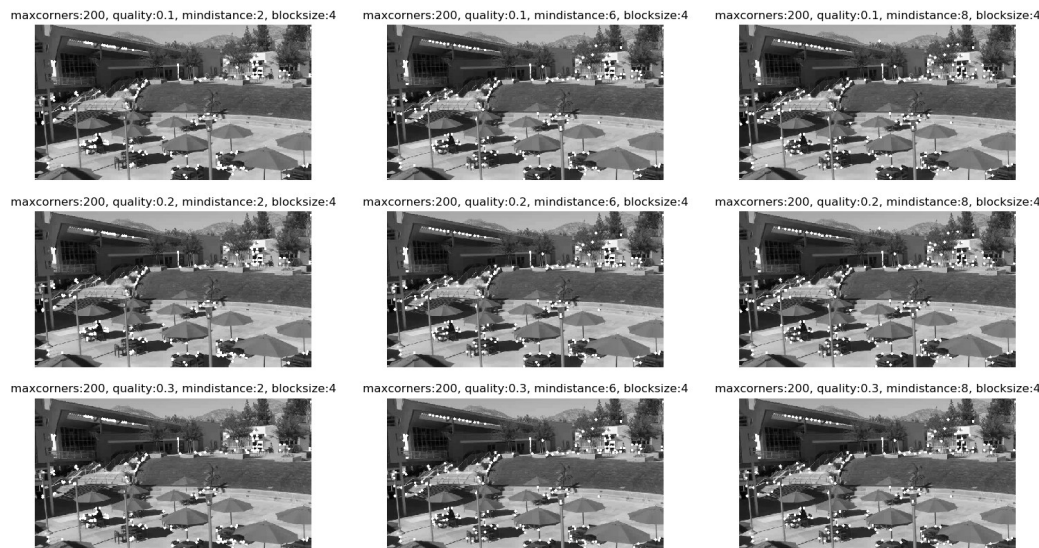 maxcorners:200, quality:0.1, mindistance:2, blocksize:4
maxcorners:200, quality:0.1, mindistance:6, blocksize:4
maxcorners:200, quality:0.1, mindistance:8, blocksize:4
maxcorners:200, quality:0.2, mindistance:2, blocksize:4
maxcorners:200, quality:0.2, mindistance:6, blocksize:4
maxcorners:200, quality:0.2, mindistance:8, blocksize:4
maxcorners:200, quality:0.3, mindistance:2, blocksize:4
maxcorners:200, quality:0.3, mindistance:6, blocksize:4
maxcorners:200, quality:0.3, mindistance:8, blocksize:4